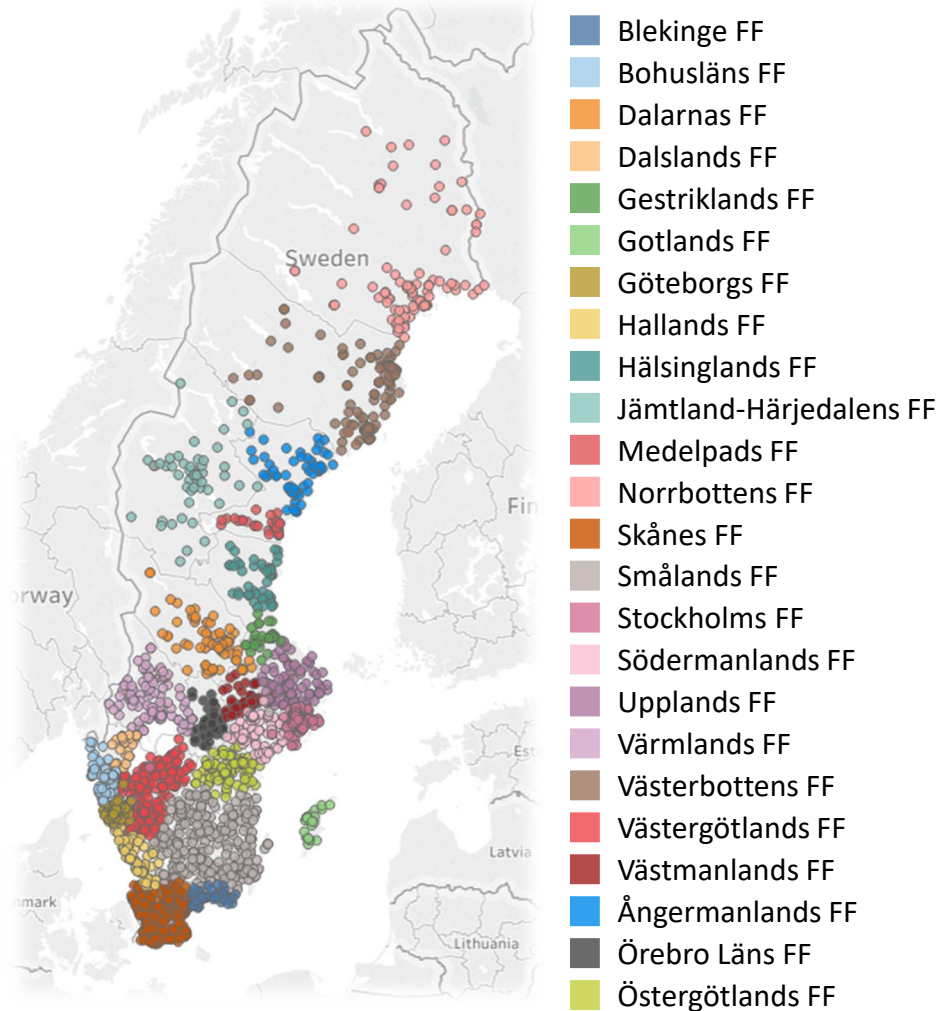 Sweden
Fin
orway
Est
Latvia
nmark
Lithuania
Blekinge FF
Bohusläns FF
Dalarnas FF
Dalslands FF
Gestriklands FF
Gotlands FF
Göteborgs FF
Hallands FF
Hälsinglands FF
Jämtland-Härjedalens FF
Medelpads FF
Norrbottens FF
Skånes FF
Smålands FF
Stockholms FF
Södermanlands FF
Upplands FF
Värmlands FF
Västerbottens FF
Västergötlands FF
Västmanlands FF
Ångermanlands FF
Örebro Läns FF
Östergötlands FF